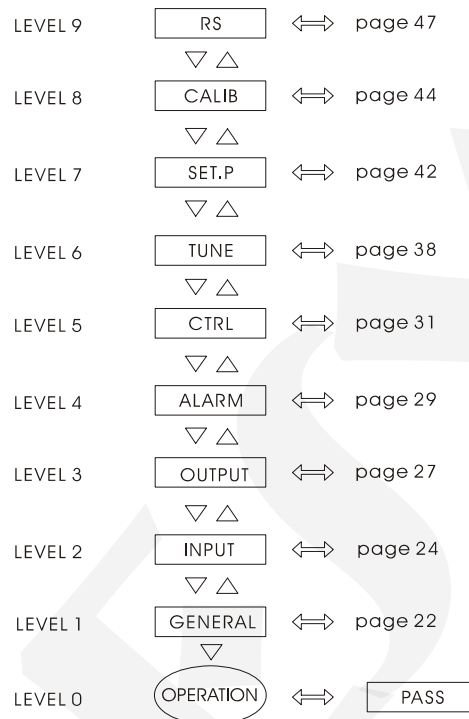 LEVEL 9 RS page 47
LEVEL 8 CALIB page 44
LEVEL 7 SET.P page 42
LEVEL 6 TUNE page 38
LEVEL 5 CTRL page 31
LEVEL 4 ALARM page 29
LEVEL 3 OUTPUT page 27
LEVEL 2 INPUT page 24
LEVEL 1 GENERAL page 22
LEVEL 0 OPERATION PASS